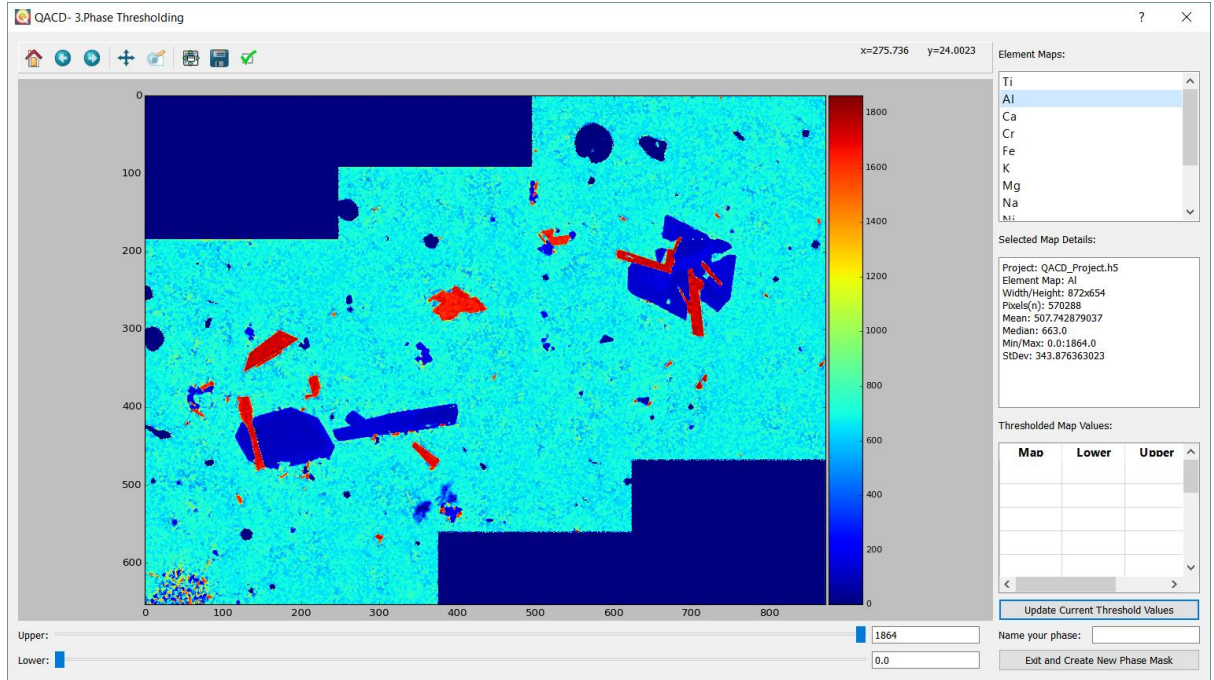 QACD- 3.Phase Thresholding
? ×
x=275.736 y=24.0023
Element Maps:
Ti
Al
Ca
Cr
Fe
K
Mg
Na
Ni
Selected Map Details:
Project: QACD_Project.h5
Element Map: Al
Width/Height: 872x654
Pixels(n): 570288
Mean: 507.742879037
Median: 663.0
Min/Max: 0.0:1864.0
StDev: 343.876363023
Thresholded Map Values:
Map Lower Upper
Update Current Threshold Values
Name your phase:
Exit and Create New Phase Mask
0
100
200
300
400
500
600
0 100 200 300 400 500 600 700 800
1800
1600
1400
1200
1000
800
600
400
200
0
Upper: 1864
Lower: 0.0